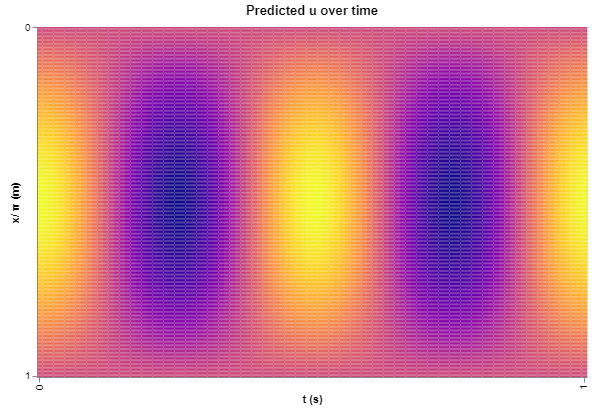 Predicted u over time
0
x/ π (m)
1
0
1
t (s)